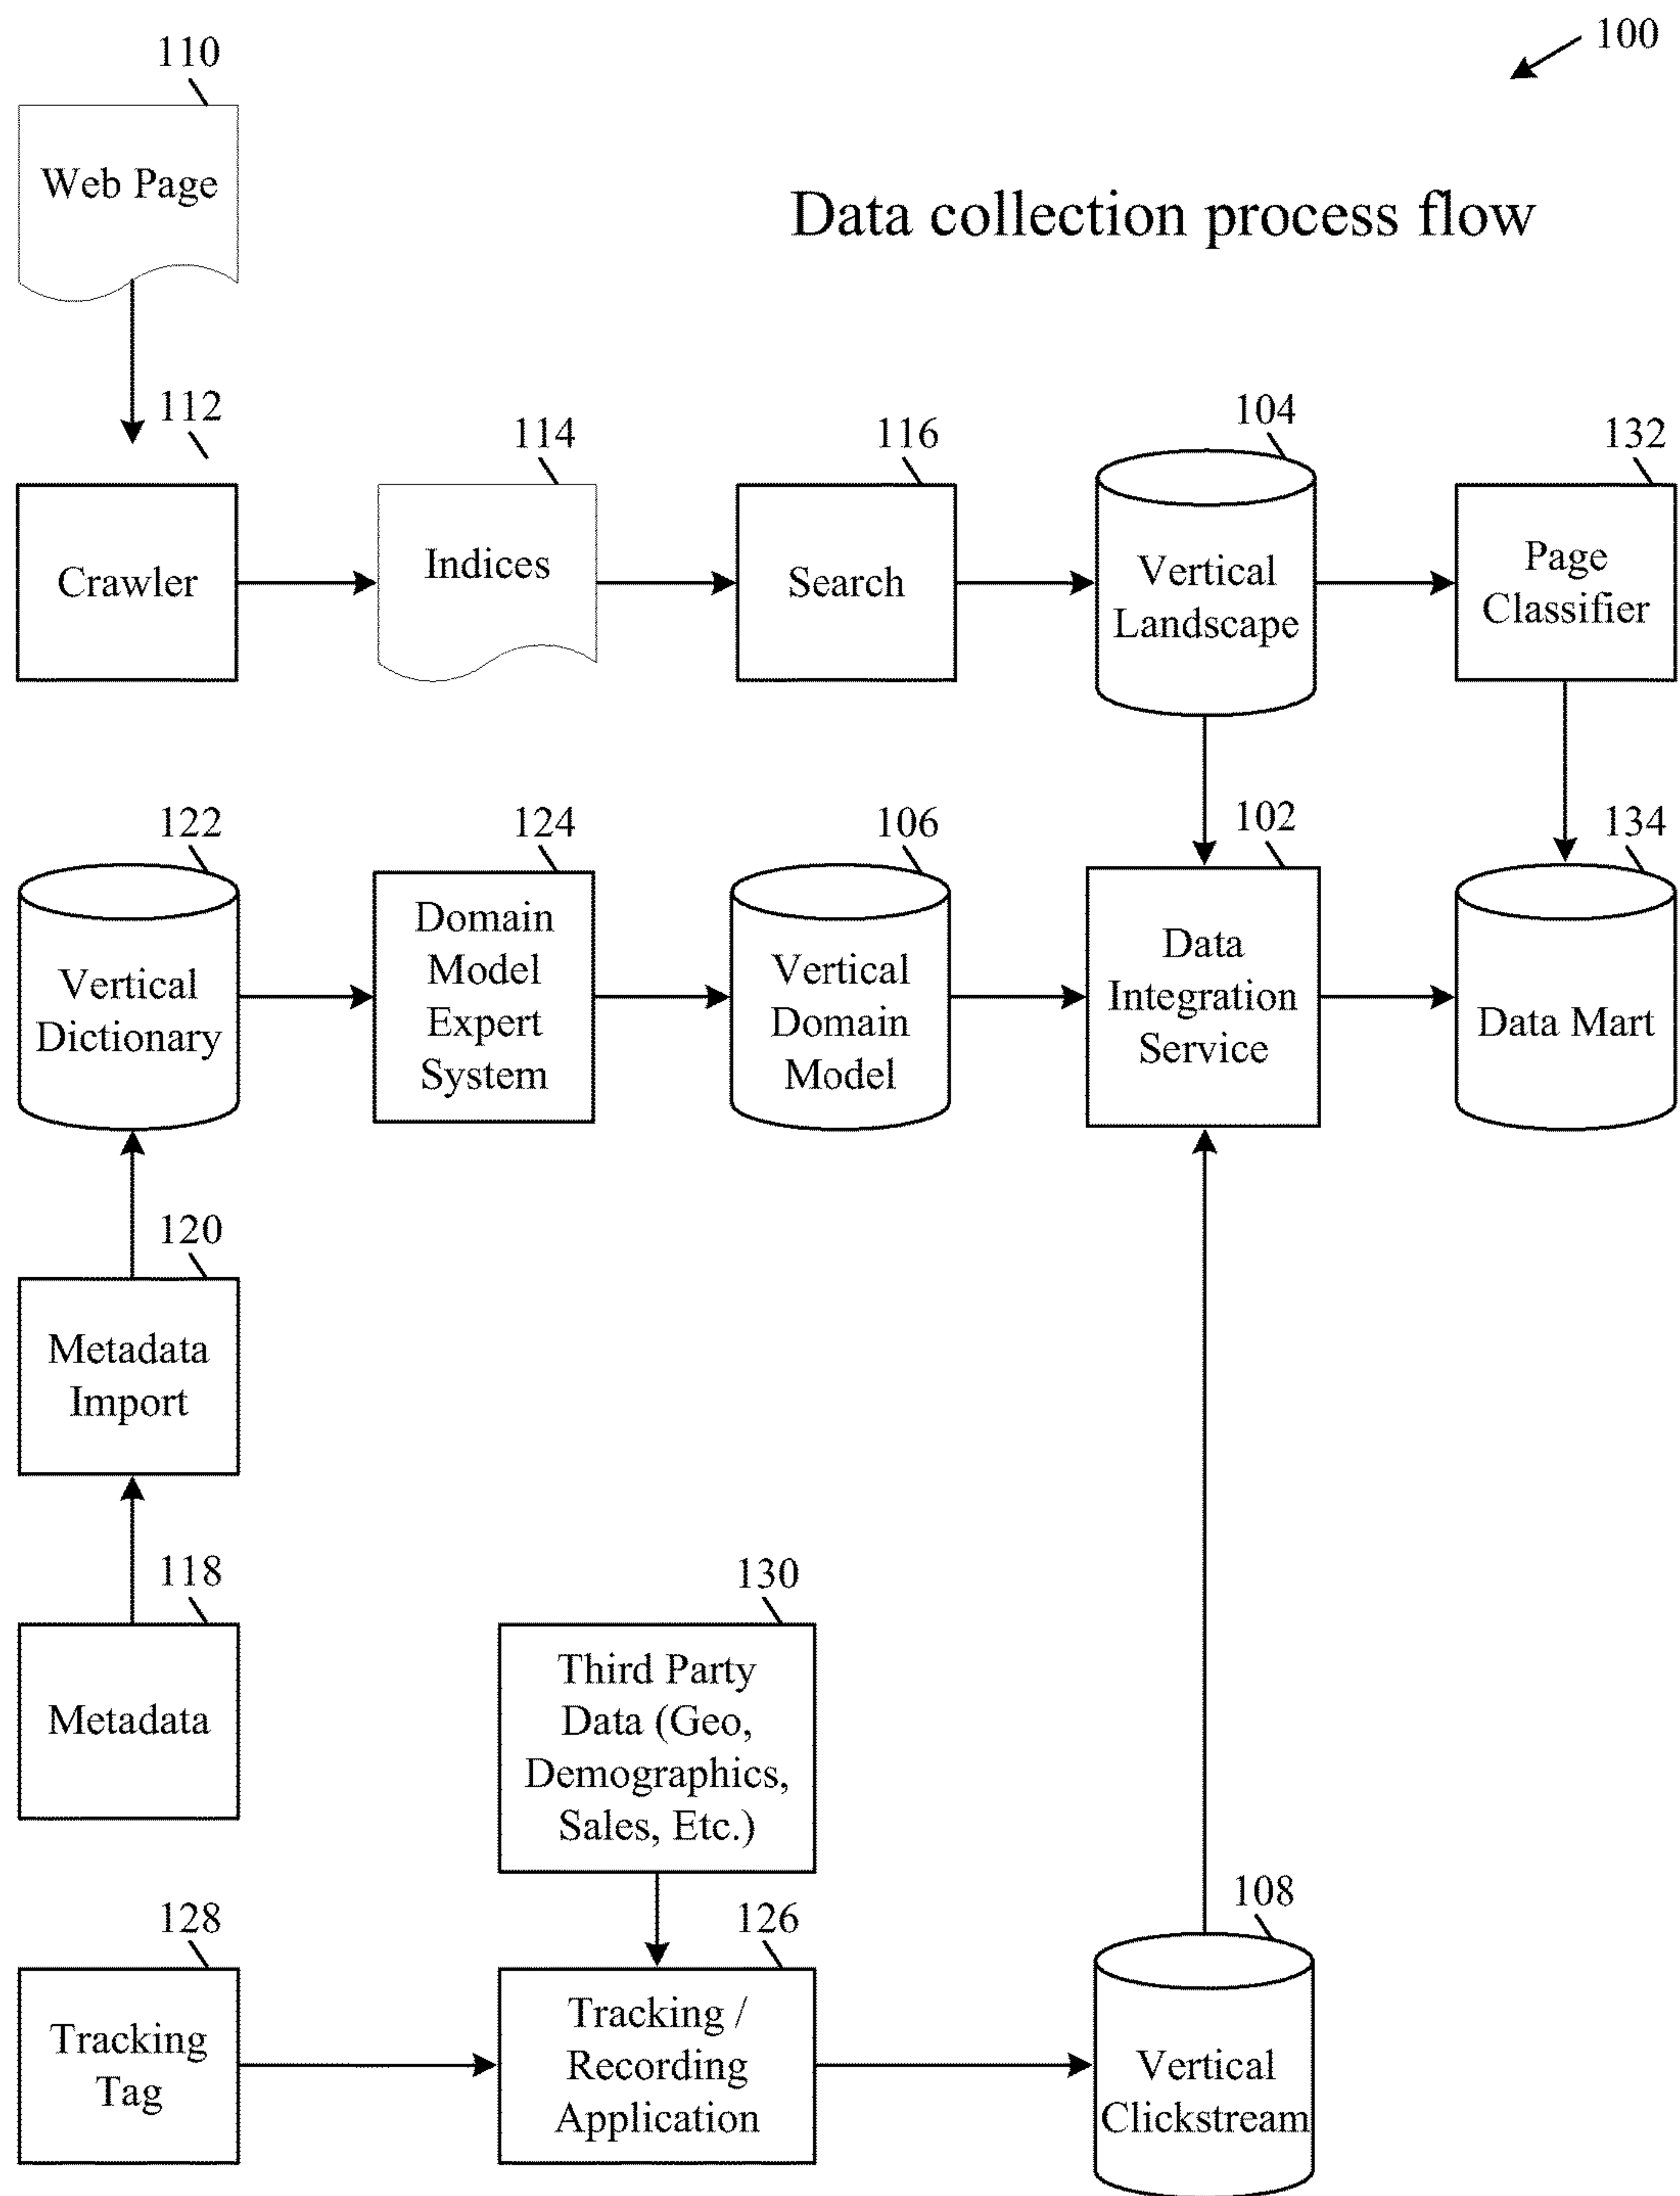 100
110
Web Page
Data collection process flow
112
114
116
104
132
Crawler
Indices
Search
Vertical
Landscape
Page
Classifier
122
124
106
102
134
Vertical
Dictionary
Domain
Model
Expert
System
Vertical
Domain
Model
Data
Integration
Service
Data Mart
120
Metadata
Import
118
Metadata
130
Third Party
Data (Geo,
Demographics,
Sales, Etc.)
128
126
108
Tracking
Tag
Tracking /
Recording
Application
Vertical
Clickstream